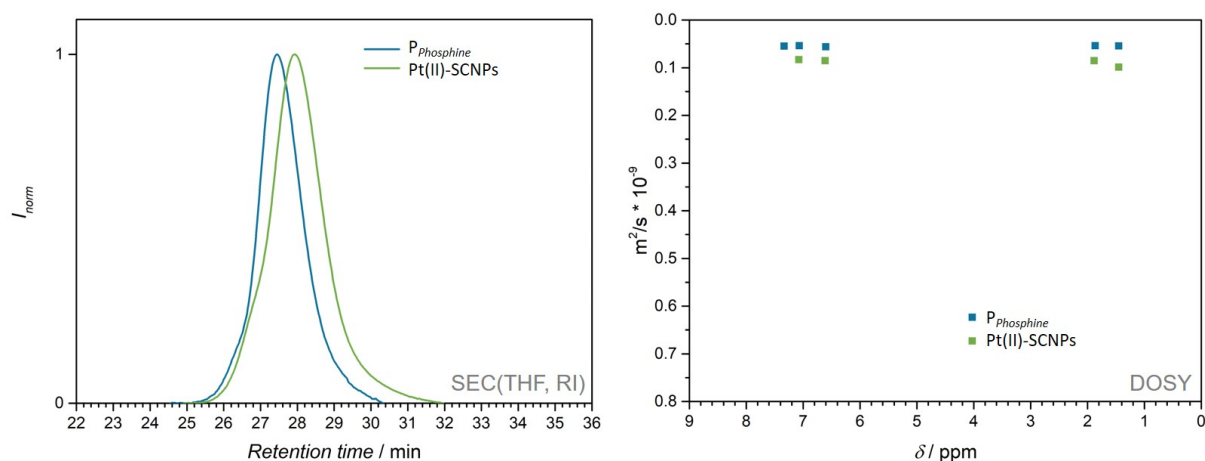 1
I norm
0
P Phosphine
Pt(II)-SCNPs
SEC(THF, RI)
22 23 24 25 26 27 28 29 30 31 32 33 34 35 36
Retention time / min
0.0
0.1
0.2
0.3
0.4
0.5
0.6
0.7
0.8
m²/s * 10⁻⁹
P Phosphine
Pt(II)-SCNPs
DOSY
9 8 7 6 5 4 3 2 1 0
δ / ppm